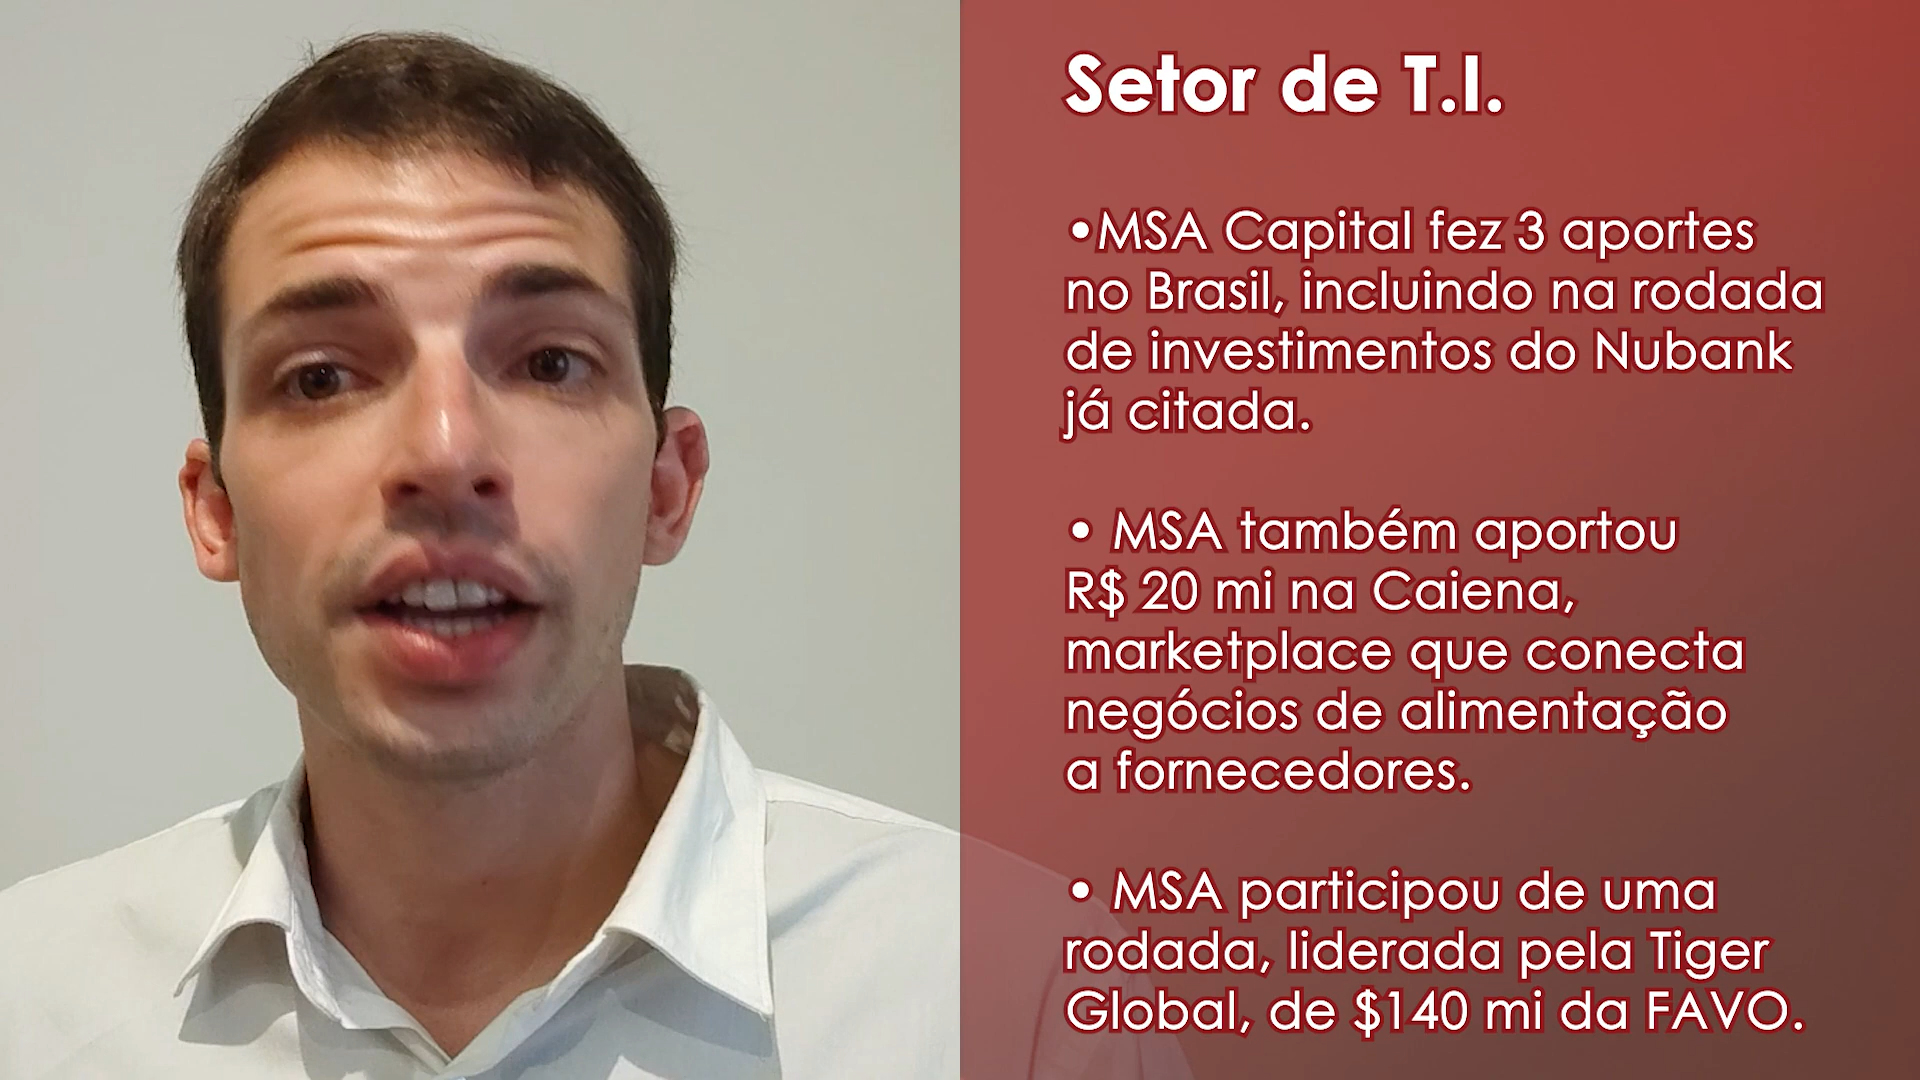 Setor de T.I.
•MSA Capital fez 3 aportes
no Brasil, incluindo na rodada
de investimentos do Nubank
já citada.
• MSA também aportou
R$ 20 mi na Caiena,
marketplace que conecta
negócios de alimentação
a fornecedores.
• MSA participou de uma
rodada, liderada pela Tiger
Global, de $140 mi da FAVO.